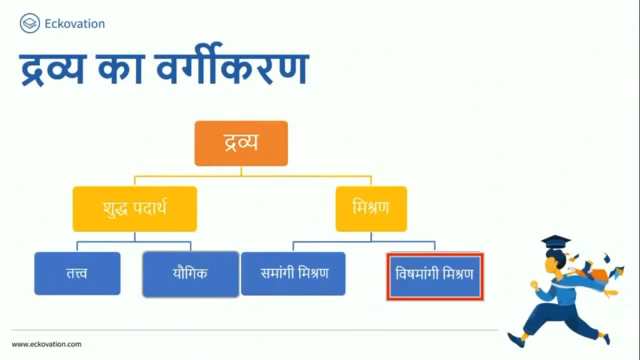 Eckovation
द्रव्य का वर्गीकरण
द्रव्य
शुद्ध पदार्थ
मिश्रण
तत्त्व
यौगिक
समांगी मिश्रण
विषमांगी मिश्रण
www.eckovation.com